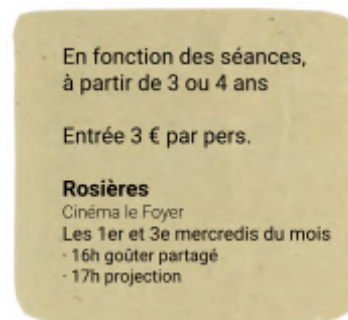 En fonction des séances,
à partir de 3 ou 4 ans
Entrée 3 € par pers.
Rosières
Cinéma le Foyer
Les 1er et 3e mercredis du mois
- 16h goûter partagé
- 17h projection